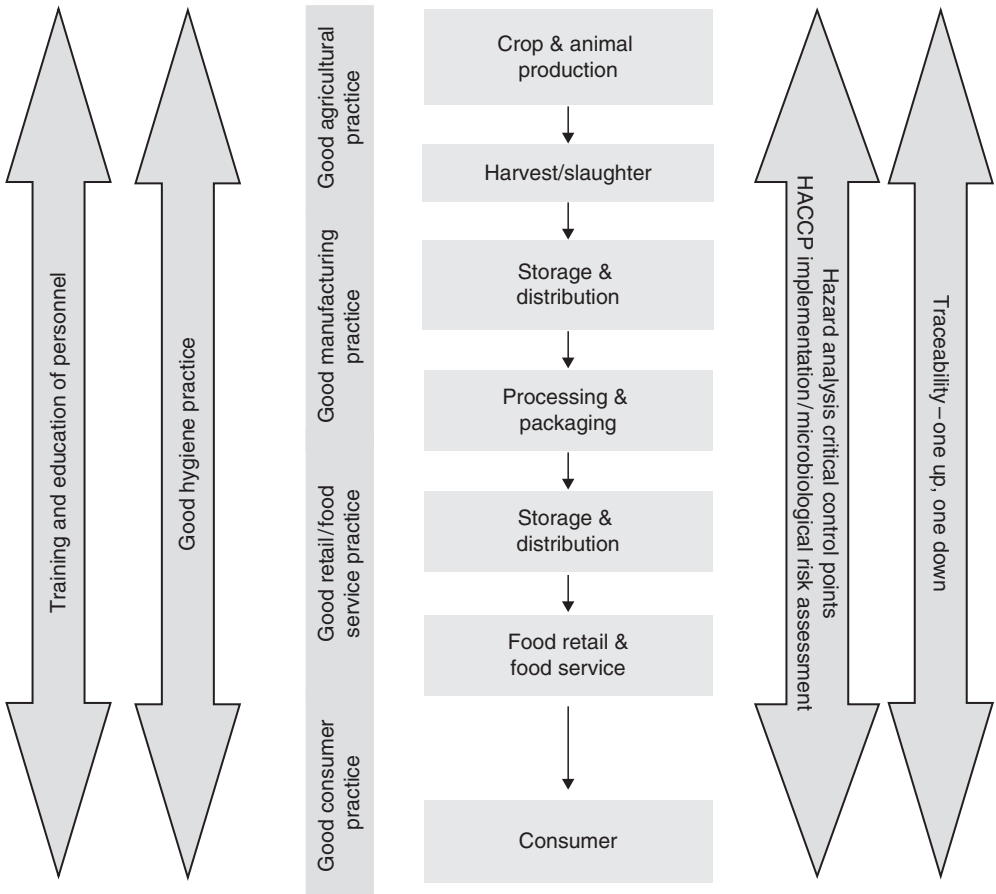 Training and education of personnel
Good hygiene practice
Good agricultural
practice
Good manufacturing
practice
Good retail/food
service practice
Good consumer
practice
Crop & animal
production
Harvest/slaughter
Storage &
distribution
Processing &
packaging
Storage &
distribution
Food retail &
food service
Consumer
Hazard analysis critical control points
HACCP implementation/microbiological risk assessment
Traceability–one up, one down